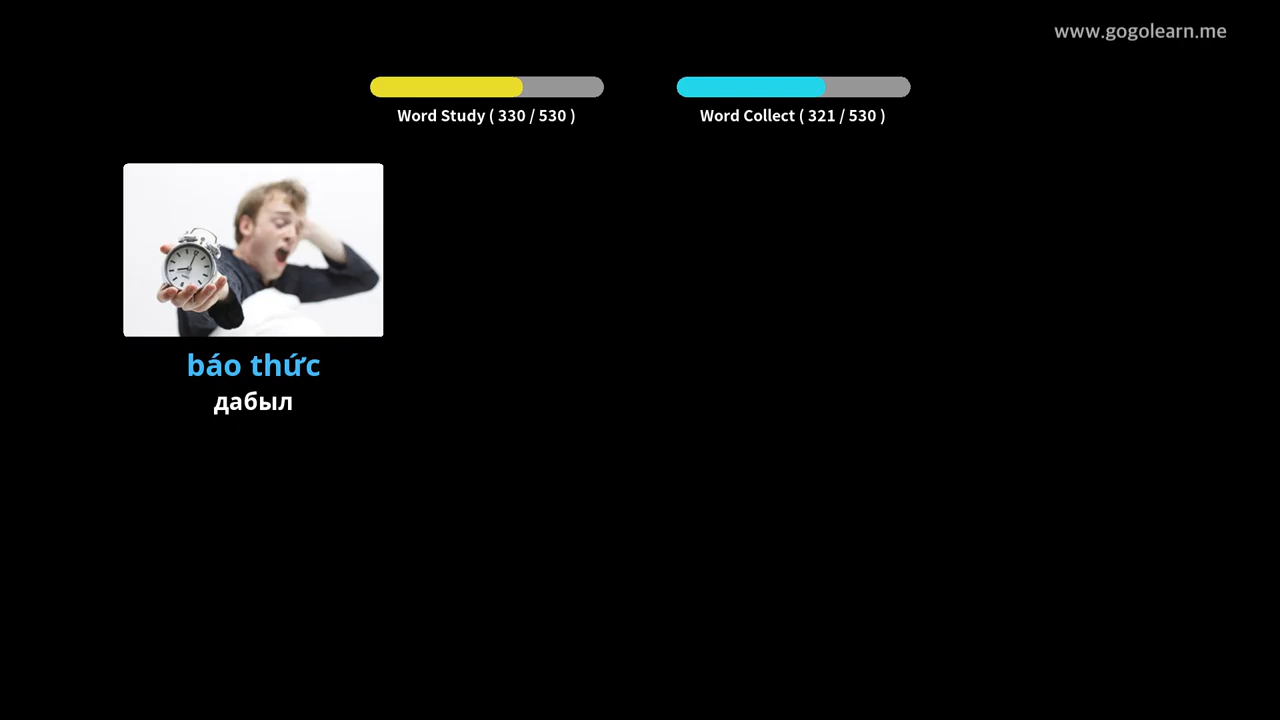 www.gogolearn.me
Word Study ( 330 / 530 )
Word Collect ( 321 / 530 )
báo thức
дабыл